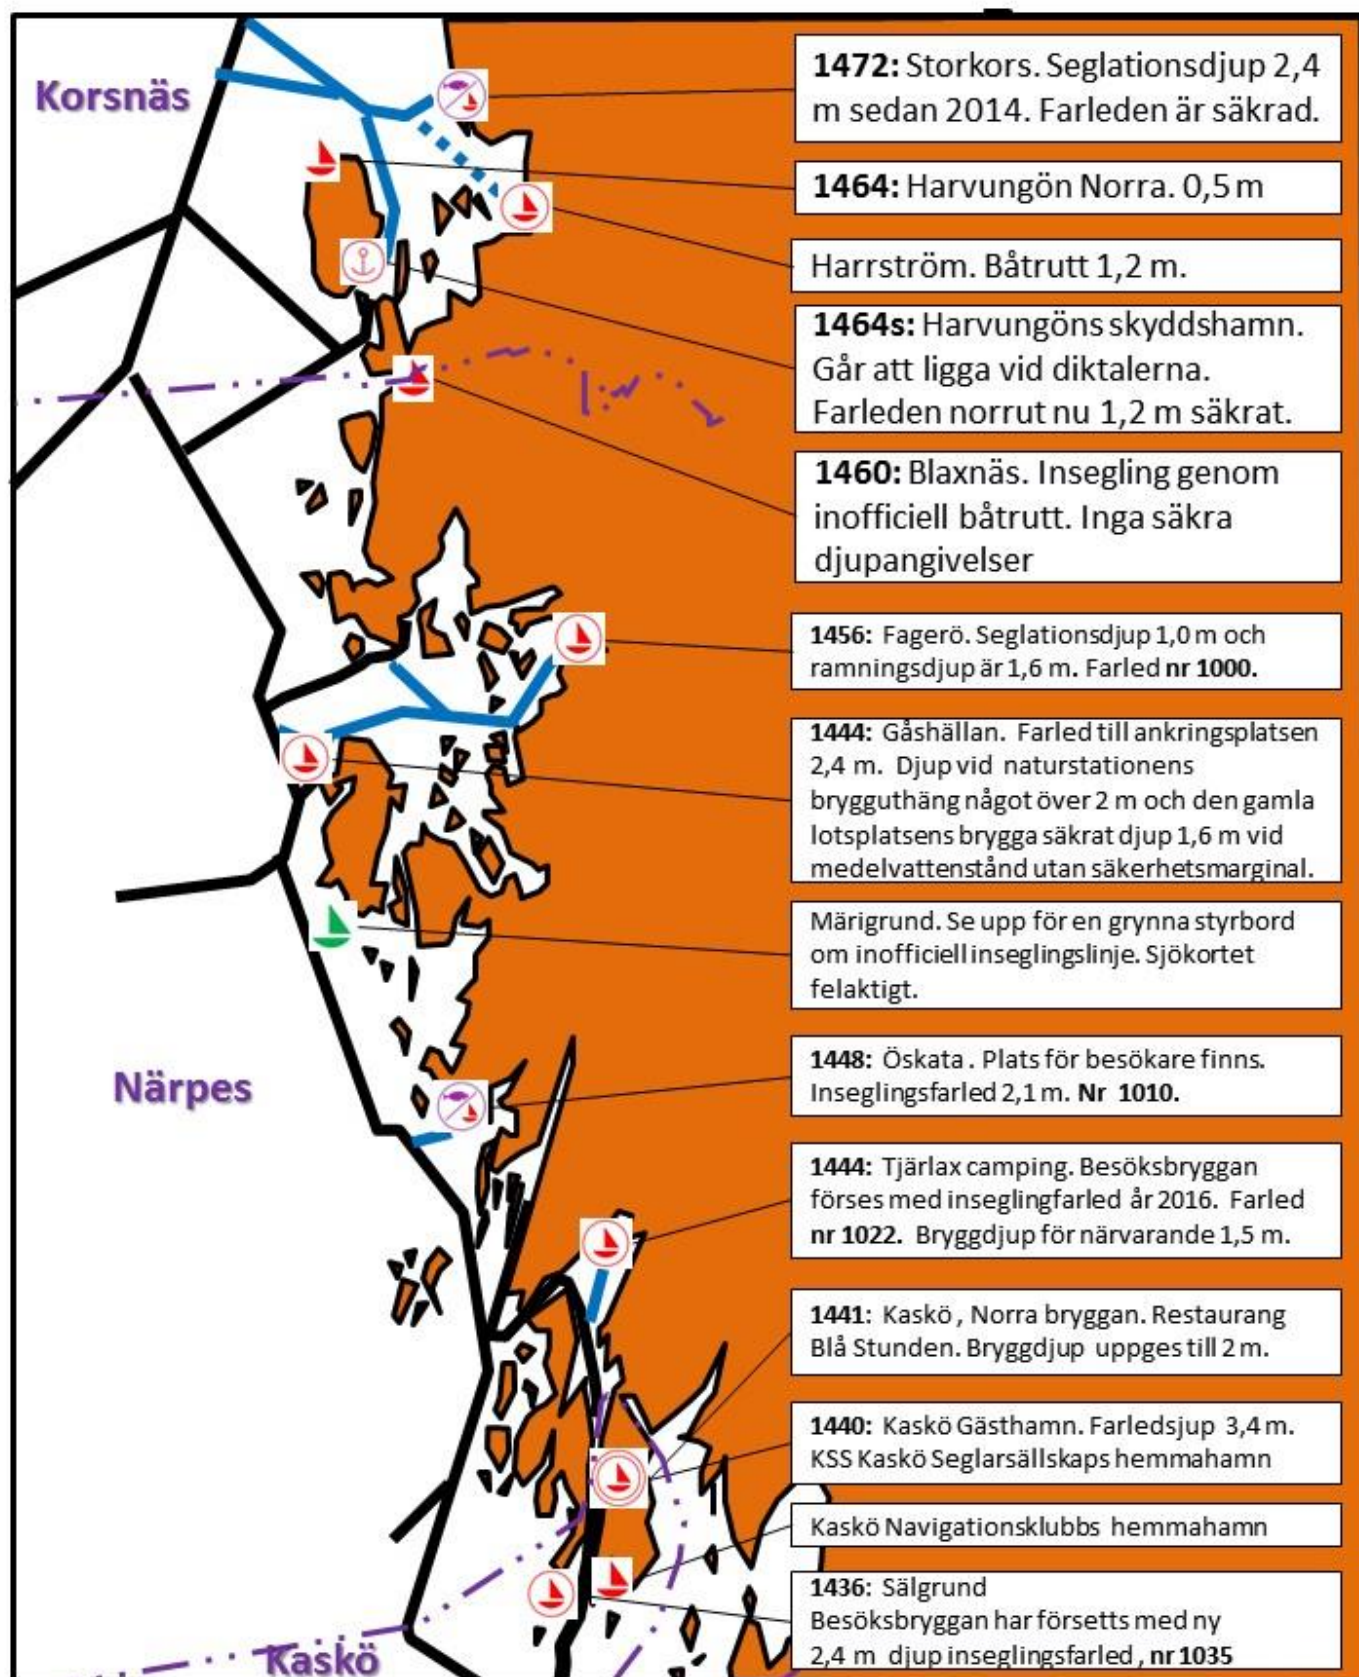 Korsnäs
1472: Storkors. Seglationsdjup 2,4
m sedan 2014. Farleden är säkrad.
1464: Harvungön Norra. 0,5 m
Harrström. Båtrutt 1,2 m.
1464s: Harvungöns skyddshamn.
Går att ligga vid diktalerna.
Farleden norrut nu 1,2 m säkrat.
1460: Blaxnäs. Insegling genom
inofficiell båtrutt. Inga säkra
djupangivelser
1456: Fagerö. Seglationsdjup 1,0 m och
ramningsdjup är 1,6 m. Farled nr 1000.
1444: Gåshällan. Farled till ankringsplatsen
2,4 m. Djup vid naturstationens
brygguthäng något över 2 m och den gamla
lotsplatsens brygga säkrat djup 1,6 m vid
medelvattenstånd utan säkerhetsmarginal.
Märigrund. Se upp för en grynna styrbord
om inofficiell inseglingslinje. Sjökortet
felaktigt.
Närpes
1448: Öskata . Plats för besökare finns.
Inseglingsfarled 2,1 m. Nr 1010.
1444: Tjärlax camping. Besöksbryggan
förses med inseglingfarled år 2016. Farled
nr 1022. Bryggdjup för närvarande 1,5 m.
1441: Kaskö , Norra bryggan. Restaurang
Blå Stunden. Bryggdjup uppges till 2 m.
1440: Kaskö Gästhamn. Farledsjup 3,4 m.
KSS Kaskö Seglarsällskaps hemmahamn
Kaskö Navigationsklubbs hemmahamn
1436: Sälgrund
Besöksbryggan har försetts med ny
2,4 m djup inseglingsfarled , nr 1035
Kaskö